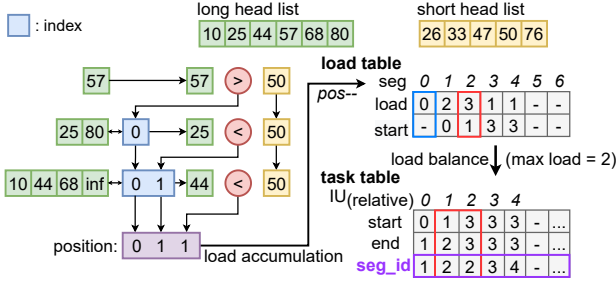 : index
long head list
10 25 44 57 68 80
short head list
26 33 47 50 76
57 57 > 50
25 80 0 25 < 50
10 44 68 inf 0 1 44 < 50
position: 0 1 1
load accumulation
pos--
load table
seg 0 1 2 3 4 5 6
load 0 2 3 1 1 - -
start - 0 1 3 3 - -
load balance (max load = 2)
task table
IU(relative) 0 1 2 3 4
start 0 1 3 3 3 - ...
end 1 2 3 3 3 - ...
seg_id 1 2 2 3 4 - ...